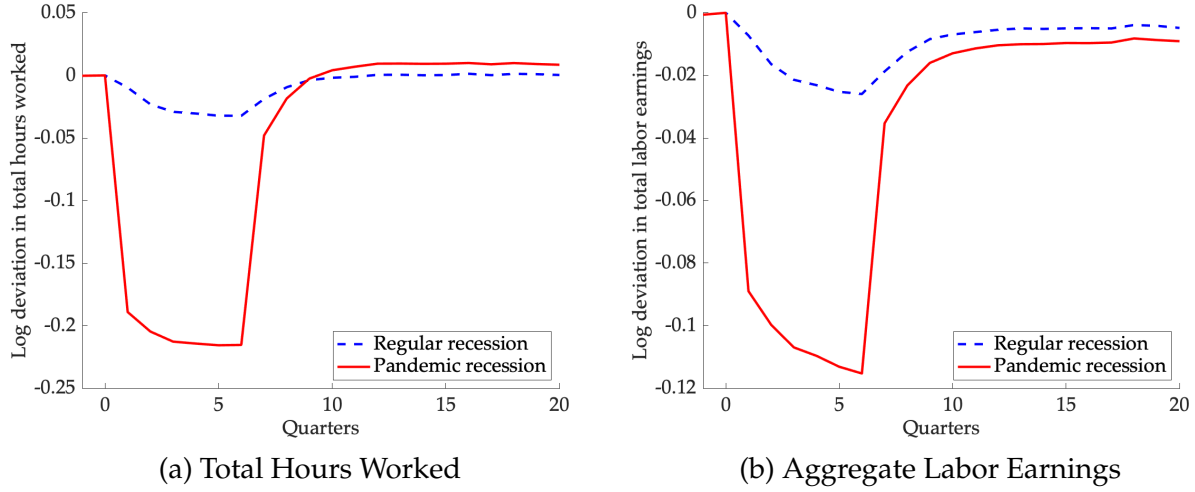 0.05
0
-0.05
-0.1
-0.15
-0.2
-0.25
Log deviation in total hours worked
Regular recession
Pandemic recession
0
5
10
15
20
Quarters
(a) Total Hours Worked
0
-0.02
-0.04
-0.06
-0.08
-0.1
-0.12
Log deviation in total labor earnings
Regular recession
Pandemic recession
0
5
10
15
20
Quarters
(b) Aggregate Labor Earnings